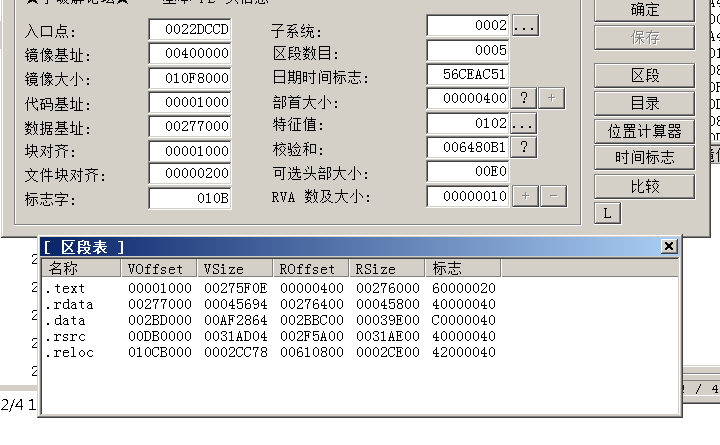 入口点: 0022DCCD 子系统: 0002 ... 确定
镜像基址: 00400000 区段数目: 0005 保存
镜像大小: 010F8000 日期时间标志: 56CEAC51
代码基址: 00001000 部首大小: 00000400 ? + 区段
数据基址: 00277000 特征值: 0102 ... 目录
块对齐: 00001000 校验和: 006480B1 ? 位置计算器
文件块对齐: 00000200 可选头部大小: 00E0 时间标志
标志字: 010B RVA 数及大小: 00000010 + - 比较
L
[ 区段表 ]
名称 VOffset VSize ROffset RSize 标志
.text 00001000 00275F0E 00000400 00276000 60000020
.rdata 00277000 00045694 00276400 00045800 40000040
.data 002BD000 00AF2864 002BBC00 00039E00 C0000040
.rsrc 00DB0000 0031AD04 002F5A00 0031AE00 40000040
.reloc 010CB000 0002CC78 00610800 0002CE00 42000040
/ 4
2/4 1